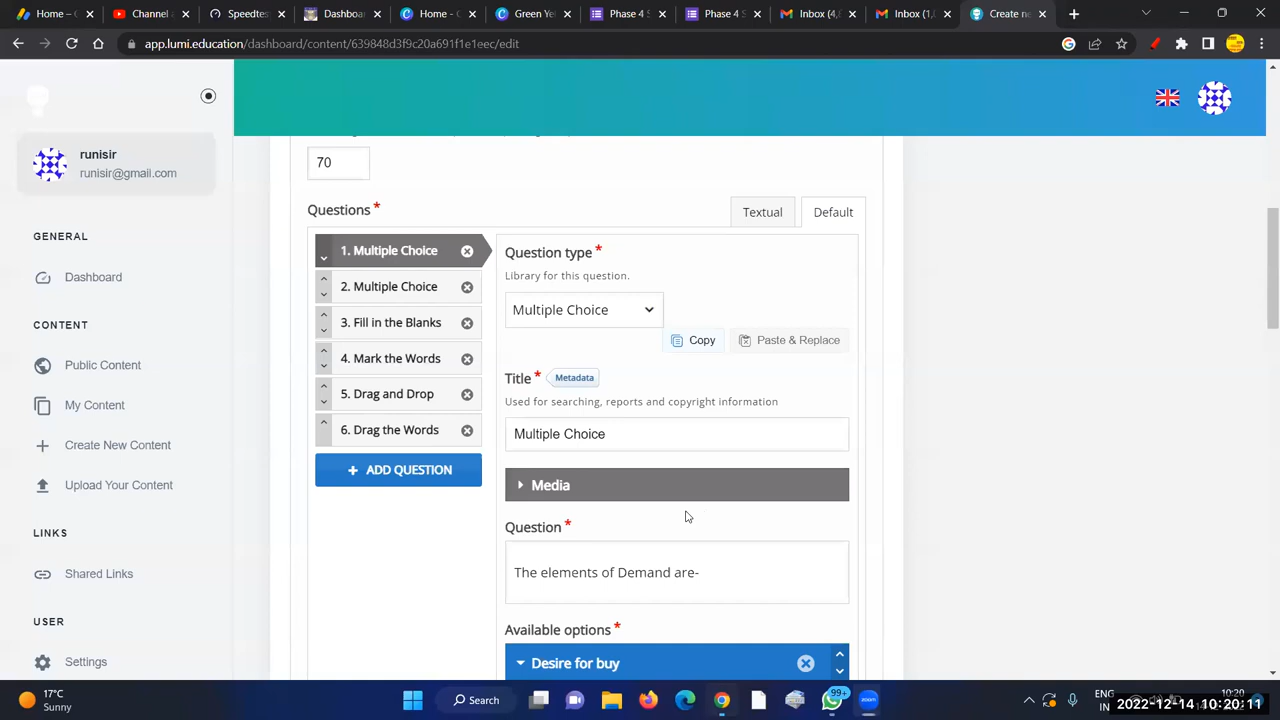 Home -
Channel
Speedtes
Dashboa
Home –
Green Ye
Phase 4 S
Phase 4 S
Inbox (4,
Inbox (1,
Create ne
app.lumi.education/dashboard/content/639848d3f9c20a691f1e1eec/edit
runisir
runisir@gmail.com
GENERAL
Dashboard
CONTENT
Public Content
My Content
Create New Content
Upload Your Content
LINKS
Shared Links
USER
Settings
70
Questions *
Textual
Default
1. Multiple Choice
2. Multiple Choice
3. Fill in the Blanks
4. Mark the Words
5. Drag and Drop
6. Drag the Words
+ ADD QUESTION
Question type *
Library for this question.
Multiple Choice
Copy
Paste & Replace
Title *
Metadata
Used for searching, reports and copyright information
Multiple Choice
Media
Question *
The elements of Demand are-
Available options *
Desire for buy
17°C
Sunny
Search
99+
ENG
IN
10:20
2022-12-14 10:20:11